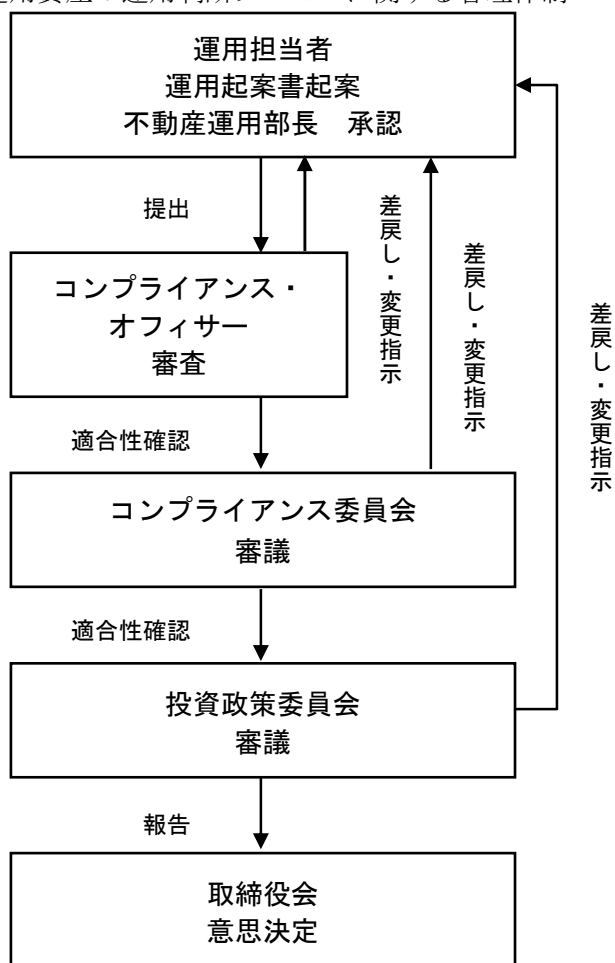 運用担当者
運用起案書起案
不動産運用部長　承認
提出
差戻し・変更指示
差戻し・変更指示
差戻し・変更指示
コンプライアンス・
オフィサー
審査
適合性確認
コンプライアンス委員会
審議
適合性確認
投資政策委員会
審議
報告
取締役会
意思決定